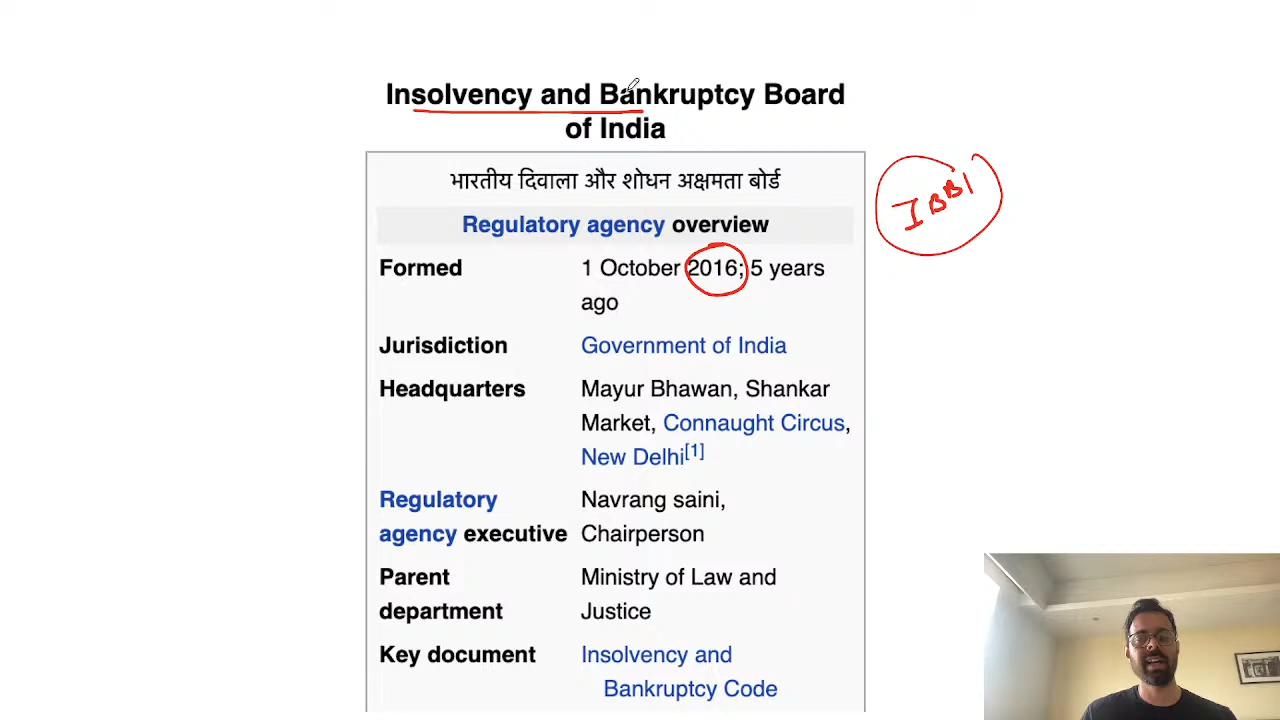 Insolvency and Bankruptcy Board
of India
भारतीय दिवाला और शोधन अक्षमता बोर्ड
Regulatory agency overview
IBBI
Formed 1 October 2016; 5 years
ago
Jurisdiction Government of India
Headquarters Mayur Bhawan, Shankar
Market, Connaught Circus,
New Delhi[1]
Regulatory Navrang saini,
agency executive Chairperson
Parent Ministry of Law and
department Justice
Key document Insolvency and
Bankruptcy Code